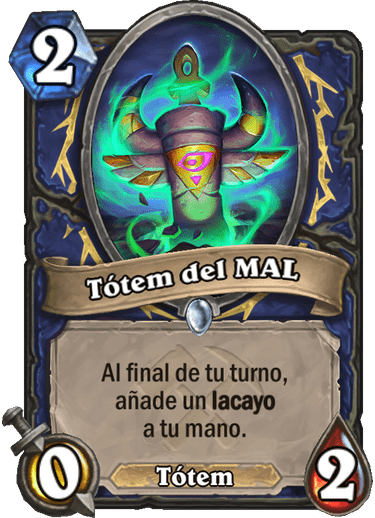 2
Tótem del MAL
Al final de tu turno,
añade un lacayo
a tu mano.
0
Tótem
2